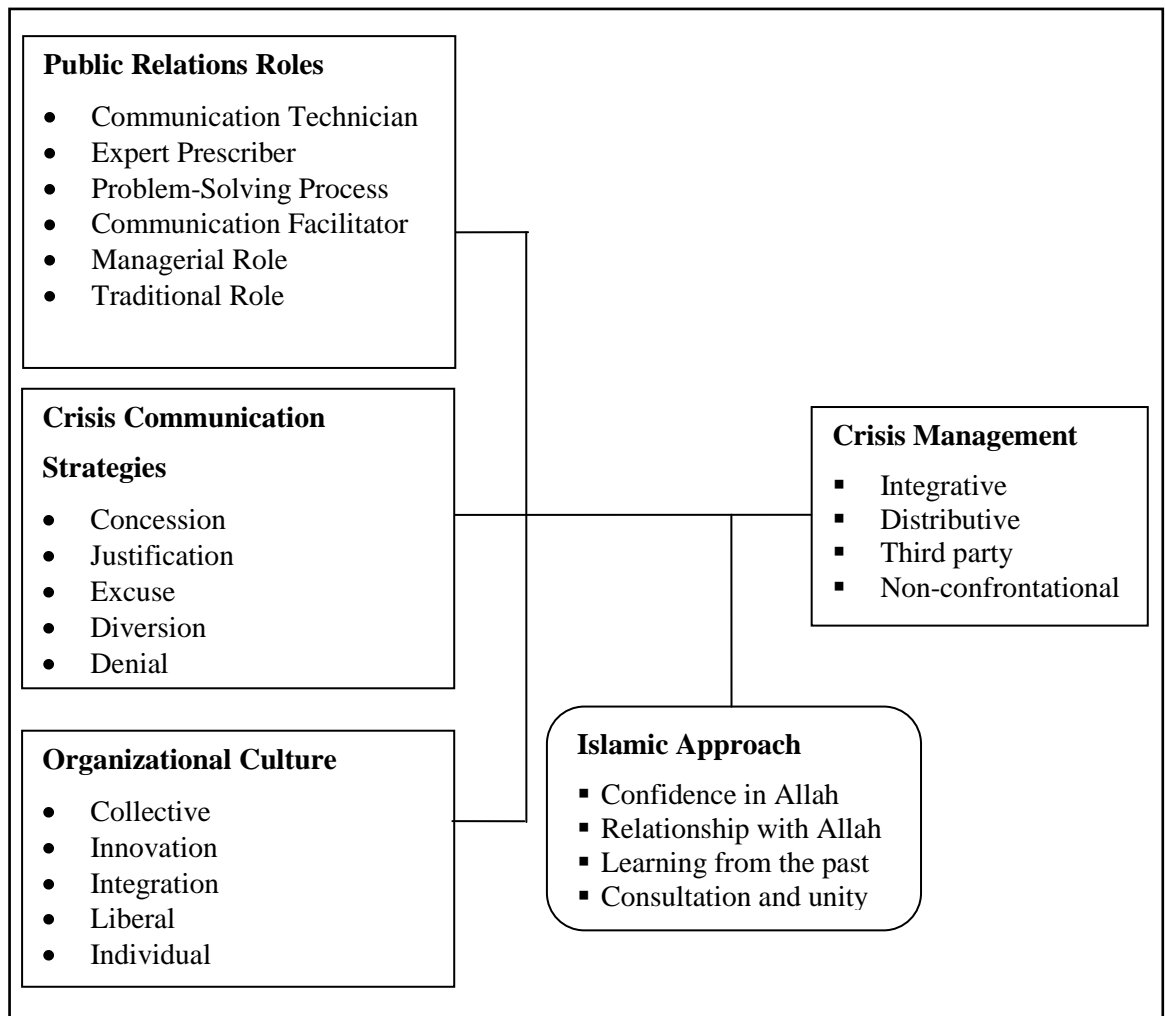 Public Relations Roles
• Communication Technician
• Expert Prescriber
• Problem-Solving Process
• Communication Facilitator
• Managerial Role
• Traditional Role
Crisis Communication
Strategies
• Concession
• Justification
• Excuse
• Diversion
• Denial
Organizational Culture
• Collective
• Innovation
• Integration
• Liberal
• Individual
Crisis Management
▪ Integrative
▪ Distributive
▪ Third party
▪ Non-confrontational
Islamic Approach
▪ Confidence in Allah
▪ Relationship with Allah
▪ Learning from the past
▪ Consultation and unity